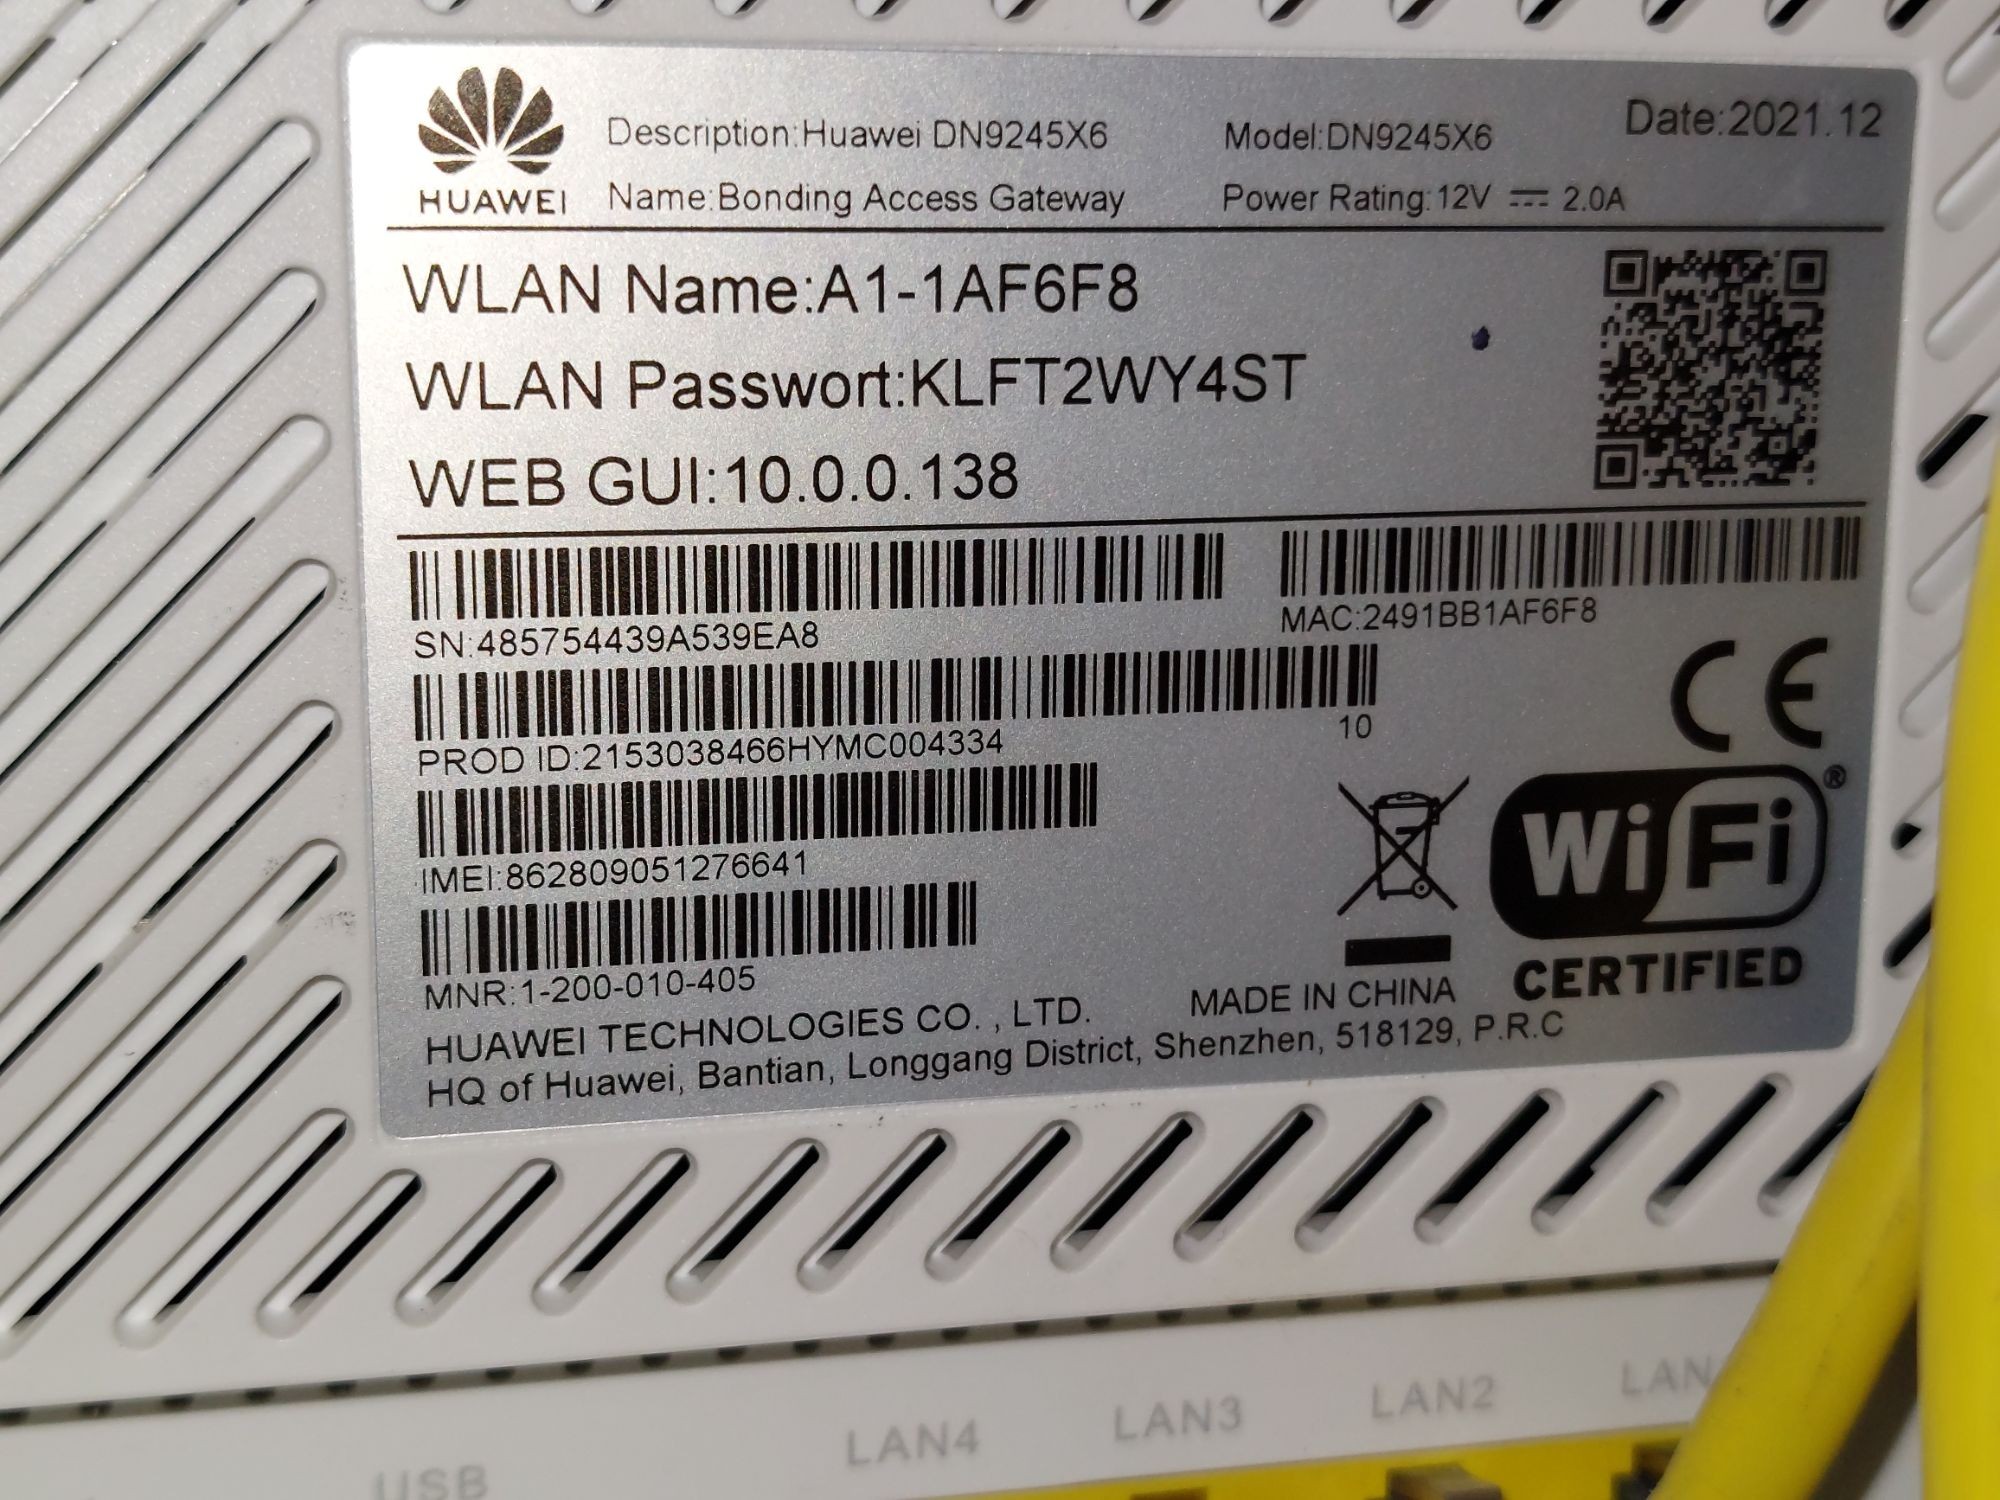 HUAWEI
Description:Huawei DN9245X6
Model:DN9245X6
Date:2021.12
Name:Bonding Access Gateway
Power Rating:12V ⎓ 2.0A
WLAN Name:A1-1AF6F8
WLAN Passwort:KLFT2WY4ST
WEB GUI:10.0.0.138
SN:485754439A539EA8
MAC:2491BB1AF6F8
PROD ID:2153038466HYMC004334
10
IMEI:862809051276641
MNR:1-200-010-405
CE
WiFi®
CERTIFIED
HUAWEI TECHNOLOGIES CO. , LTD.
MADE IN CHINA
HQ of Huawei, Bantian, Longgang District, Shenzhen, 518129, P.R.C
USB
LAN4
LAN3
LAN2
LAN